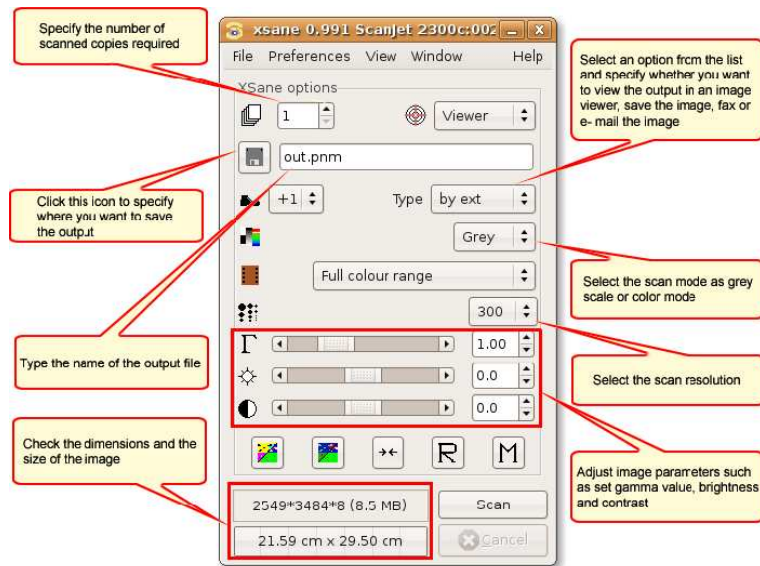 Specify the number of
scanned copies required
xsane 0.991 ScanJet 2300c:002
File Preferences View Window Help
XSane options
1
Viewer
Select an option from the list
and specify whether you want
to view the output in an image
viewer, save the image, fax or
e- mail the image
out.pnm
Click this icon to specify
where you want to save
the output
+1
Type by ext
Grey
Full colour range
Select the scan mode as grey
scale or color mode
300
Type the name of the output file
1.00
0.0
0.0
Select the scan resolution
Check the dimensions and the
size of the image
R M
Adjust image parameters such
as set gamma value, brightness
and contrast
2549*3484*8 (8.5 MB)
Scan
21.59 cm x 29.50 cm
Cancel